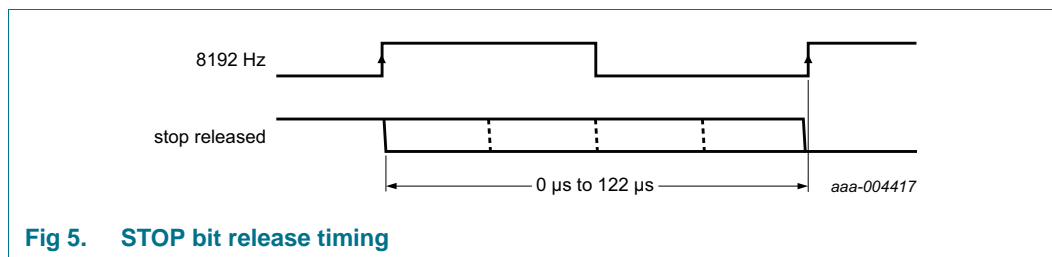 8192 Hz
stop released
0 μs to 122 μs
aaa-004417
Fig 5. STOP bit release timing